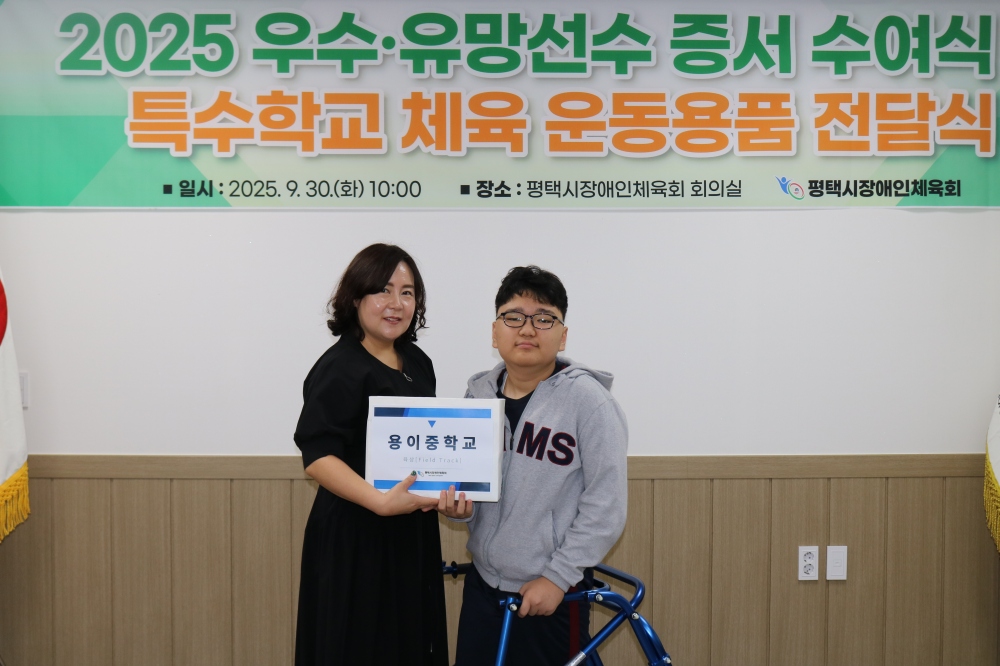 2025 우수·유망선수 증서 수여식
특수학교 체육 운동용품 전달식
■ 일시 : 2025. 9. 30.(화) 10:00 ■ 장소 : 평택시장애인체육회 회의실 평택시장애인체육회
용이중학교
(Field Track)
MS